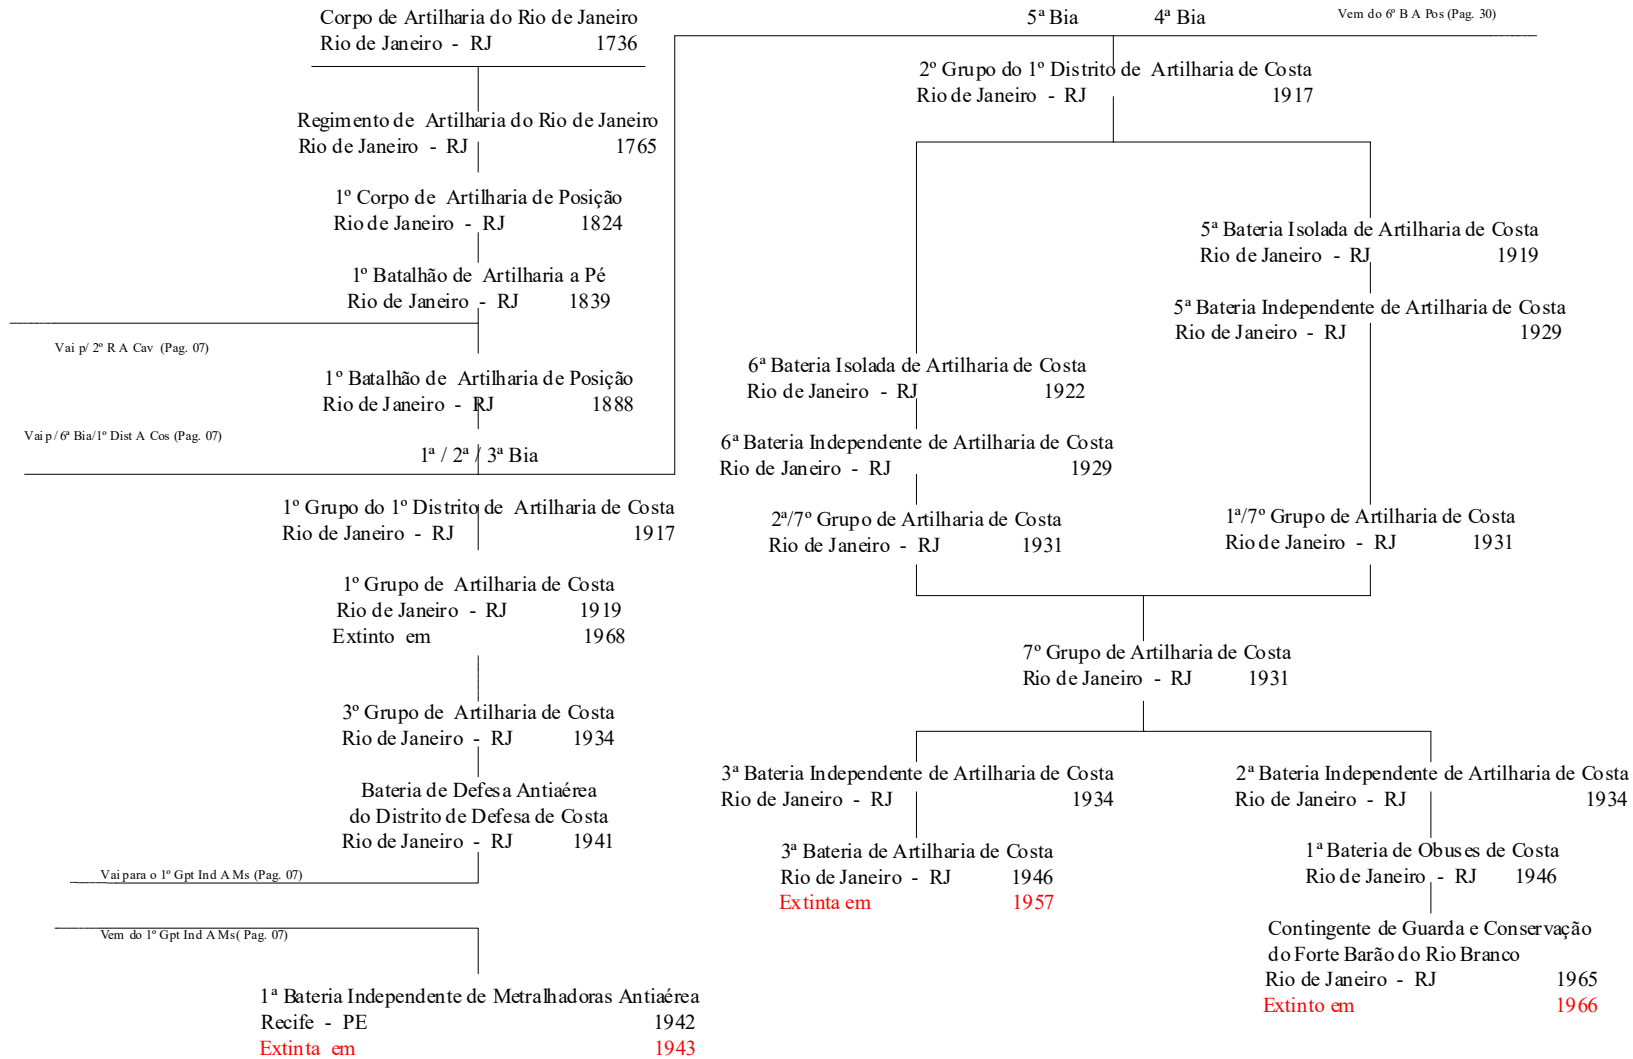 Corpo de Artilharia do Rio de Janeiro
Rio de Janeiro - RJ 1736
Regimento de Artilharia do Rio de Janeiro
Rio de Janeiro - RJ 1765
1º Corpo de Artilharia de Posição
Rio de Janeiro - RJ 1824
1º Batalhão de Artilharia a Pé
Rio de Janeiro - RJ 1839
Vai p/ 2º R A Cav (Pag. 07)
1º Batalhão de Artilharia de Posição
Rio de Janeiro - RJ 1888
Vai p/ 6ª Bia/1º Dist A Cos (Pag. 07)
1ª / 2ª / 3ª Bia
1º Grupo do 1º Distrito de Artilharia de Costa
Rio de Janeiro - RJ 1917
1º Grupo de Artilharia de Costa
Rio de Janeiro - RJ 1919
Extinto em 1968
3º Grupo de Artilharia de Costa
Rio de Janeiro - RJ 1934
Bateria de Defesa Antiaérea
do Distrito de Defesa de Costa
Rio de Janeiro - RJ 1941
Vai para o 1º Gpt Ind A Ms (Pag. 07)
Vem do 1º Gpt Ind A Ms( Pag. 07)
1ª Bateria Independente de Metralhadoras Antiaérea
Recife - PE 1942
Extinta em 1943
5ª Bia 4ª Bia
Vem do 6º B A Pos (Pag. 30)
2º Grupo do 1º Distrito de Artilharia de Costa
Rio de Janeiro - RJ 1917
5ª Bateria Isolada de Artilharia de Costa
Rio de Janeiro - RJ 1919
5ª Bateria Independente de Artilharia de Costa
Rio de Janeiro - RJ 1929
6ª Bateria Isolada de Artilharia de Costa
Rio de Janeiro - RJ 1922
6ª Bateria Independente de Artilharia de Costa
Rio de Janeiro - RJ 1929
2ª/7º Grupo de Artilharia de Costa
Rio de Janeiro - RJ 1931
1ª/7º Grupo de Artilharia de Costa
Rio de Janeiro - RJ 1931
7º Grupo de Artilharia de Costa
Rio de Janeiro - RJ 1931
3ª Bateria Independente de Artilharia de Costa
Rio de Janeiro - RJ 1934
3ª Bateria de Artilharia de Costa
Rio de Janeiro - RJ 1946
Extinta em 1957
2ª Bateria Independente de Artilharia de Costa
Rio de Janeiro - RJ 1934
1ª Bateria de Obuses de Costa
Rio de Janeiro - RJ 1946
Contingente de Guarda e Conservação
do Forte Barão do Rio Branco
Rio de Janeiro - RJ 1965
Extinto em 1966